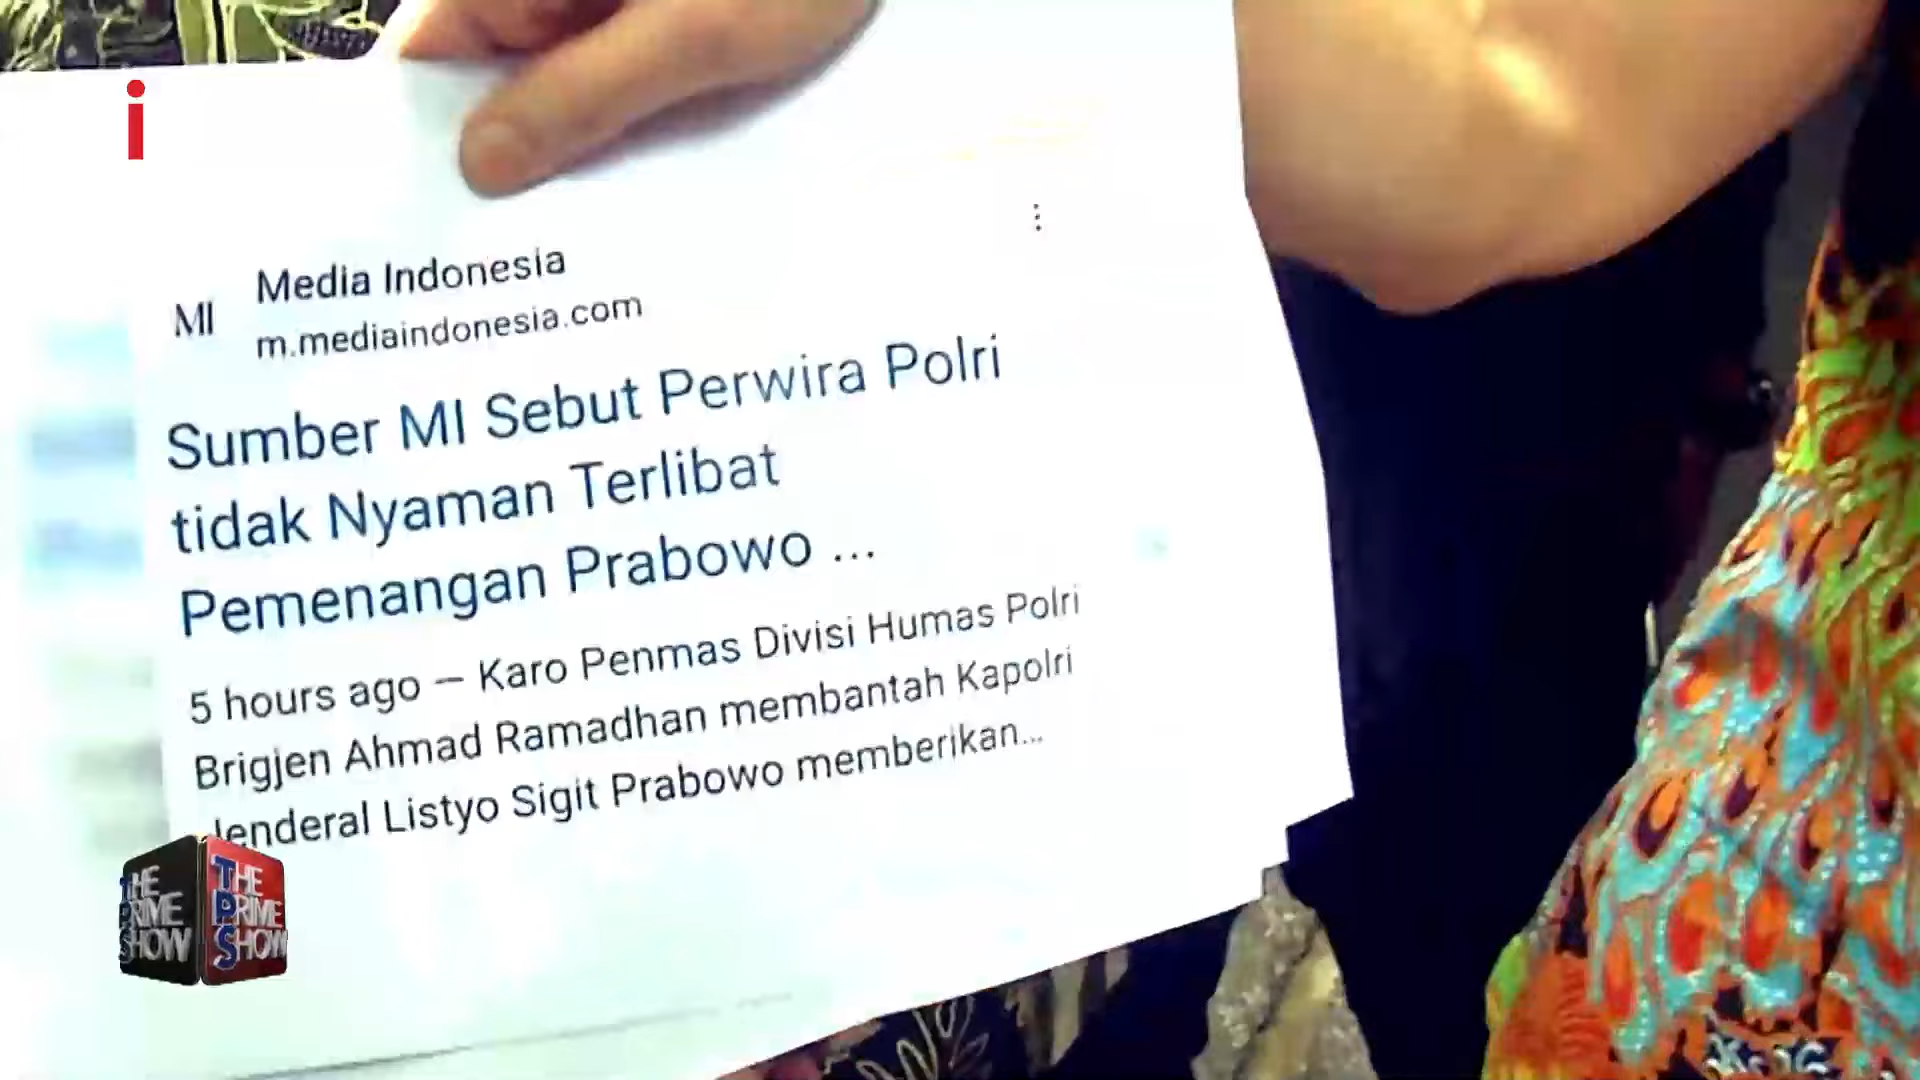 i
Media Indonesia
MI
m.mediaindonesia.com
Sumber MI Sebut Perwira Polri
tidak Nyaman Terlibat
Pemenangan Prabowo ...
5 hours ago — Karo Penmas Divisi Humas Polri
Brigjen Ahmad Ramadhan membantah Kapolri
Jenderal Listyo Sigit Prabowo memberikan...
THE
PRIME
SHOW
THE
PRIME
SHOW